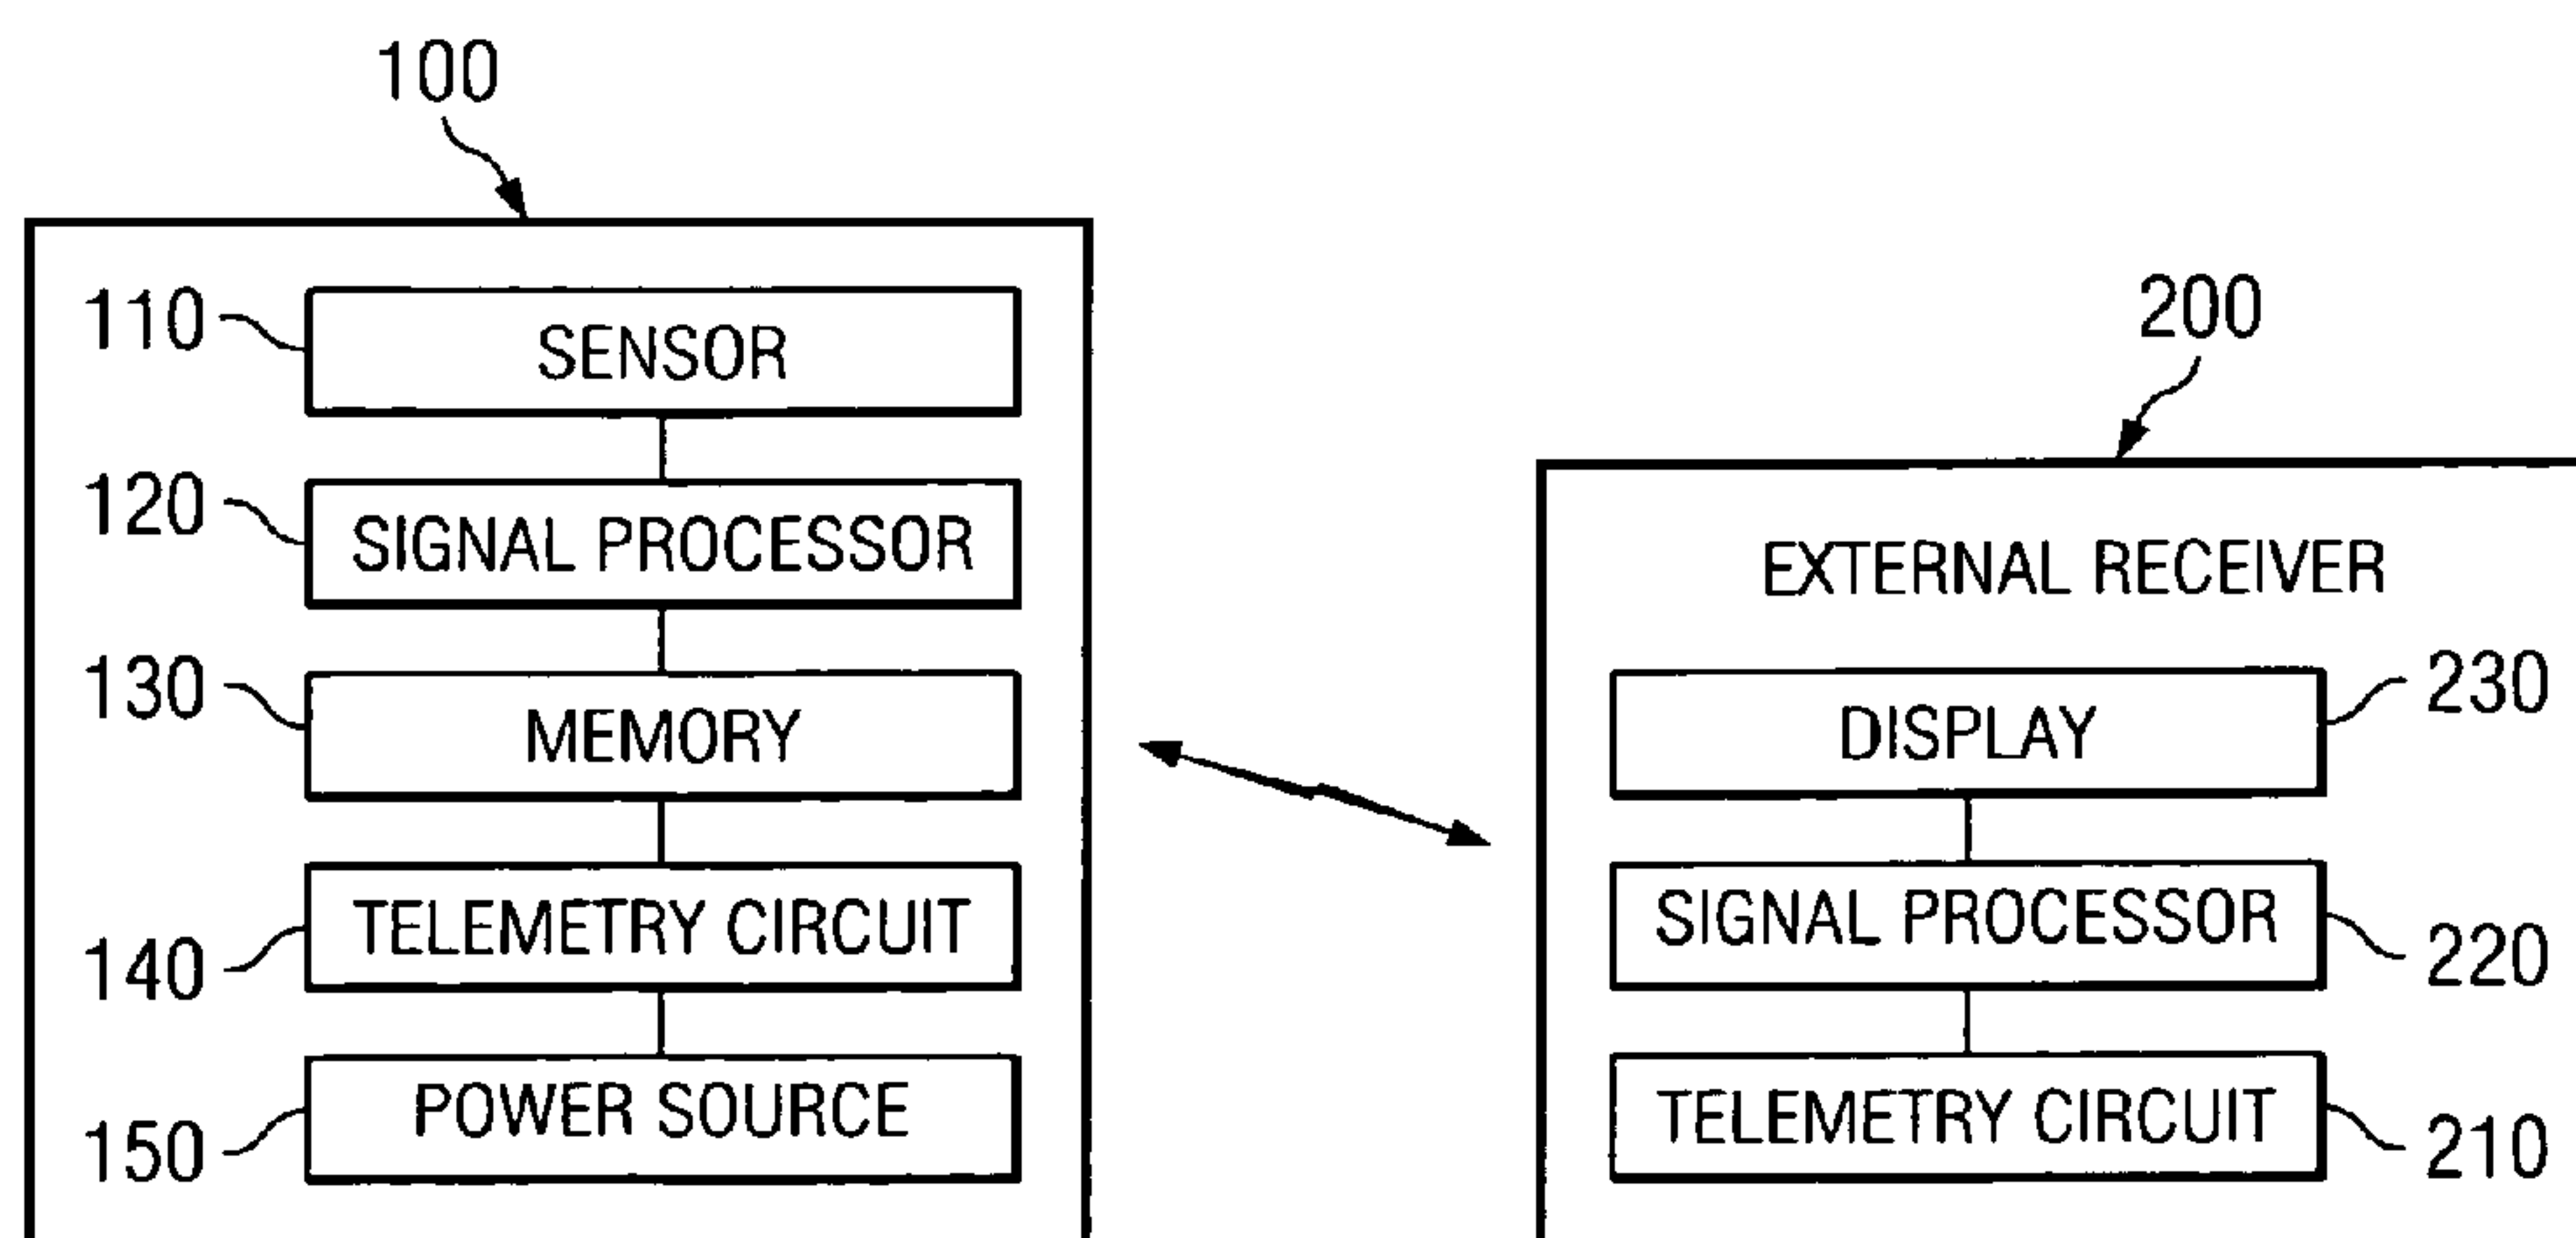 100
110
SENSOR
120
SIGNAL PROCESSOR
130
MEMORY
140
TELEMETRY CIRCUIT
150
POWER SOURCE
200
EXTERNAL RECEIVER
DISPLAY
230
SIGNAL PROCESSOR
220
TELEMETRY CIRCUIT
210